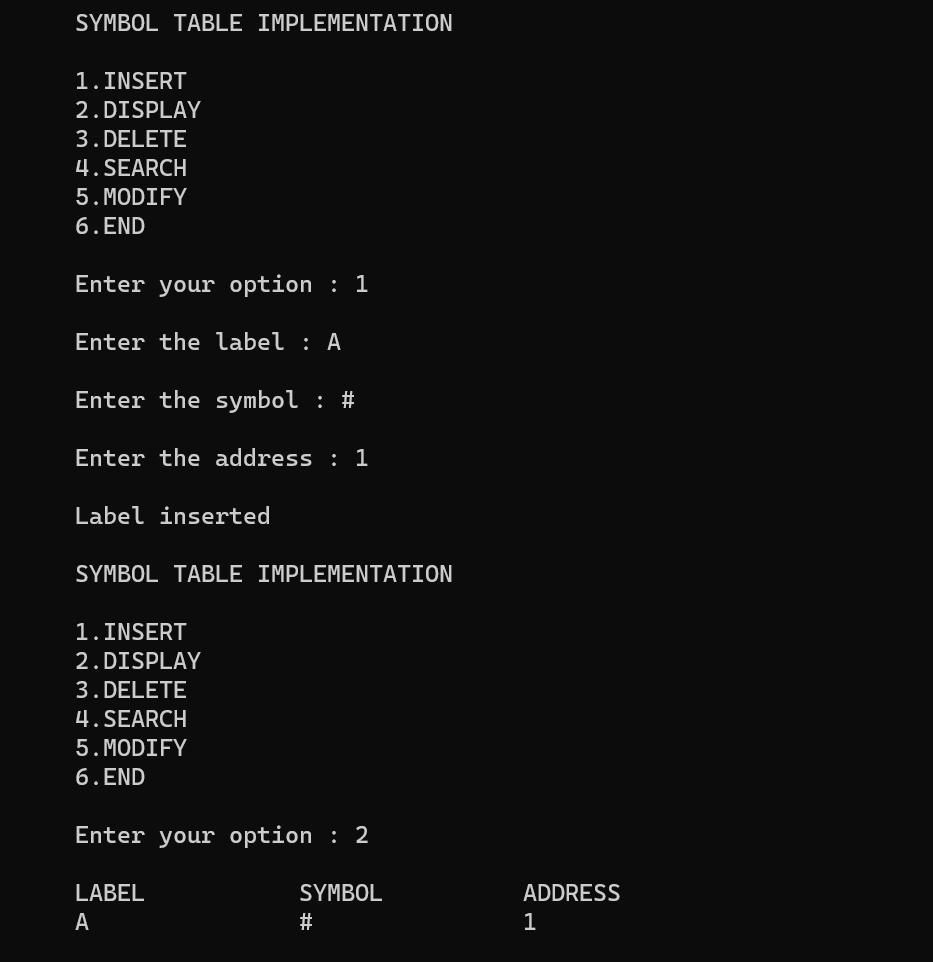 SYMBOL TABLE IMPLEMENTATION
1.INSERT
2.DISPLAY
3.DELETE
4.SEARCH
5.MODIFY
6.END
Enter your option : 1
Enter the label : A
Enter the symbol : #
Enter the address : 1
Label inserted
SYMBOL TABLE IMPLEMENTATION
1.INSERT
2.DISPLAY
3.DELETE
4.SEARCH
5.MODIFY
6.END
Enter your option : 2
LABEL SYMBOL ADDRESS
A # 1